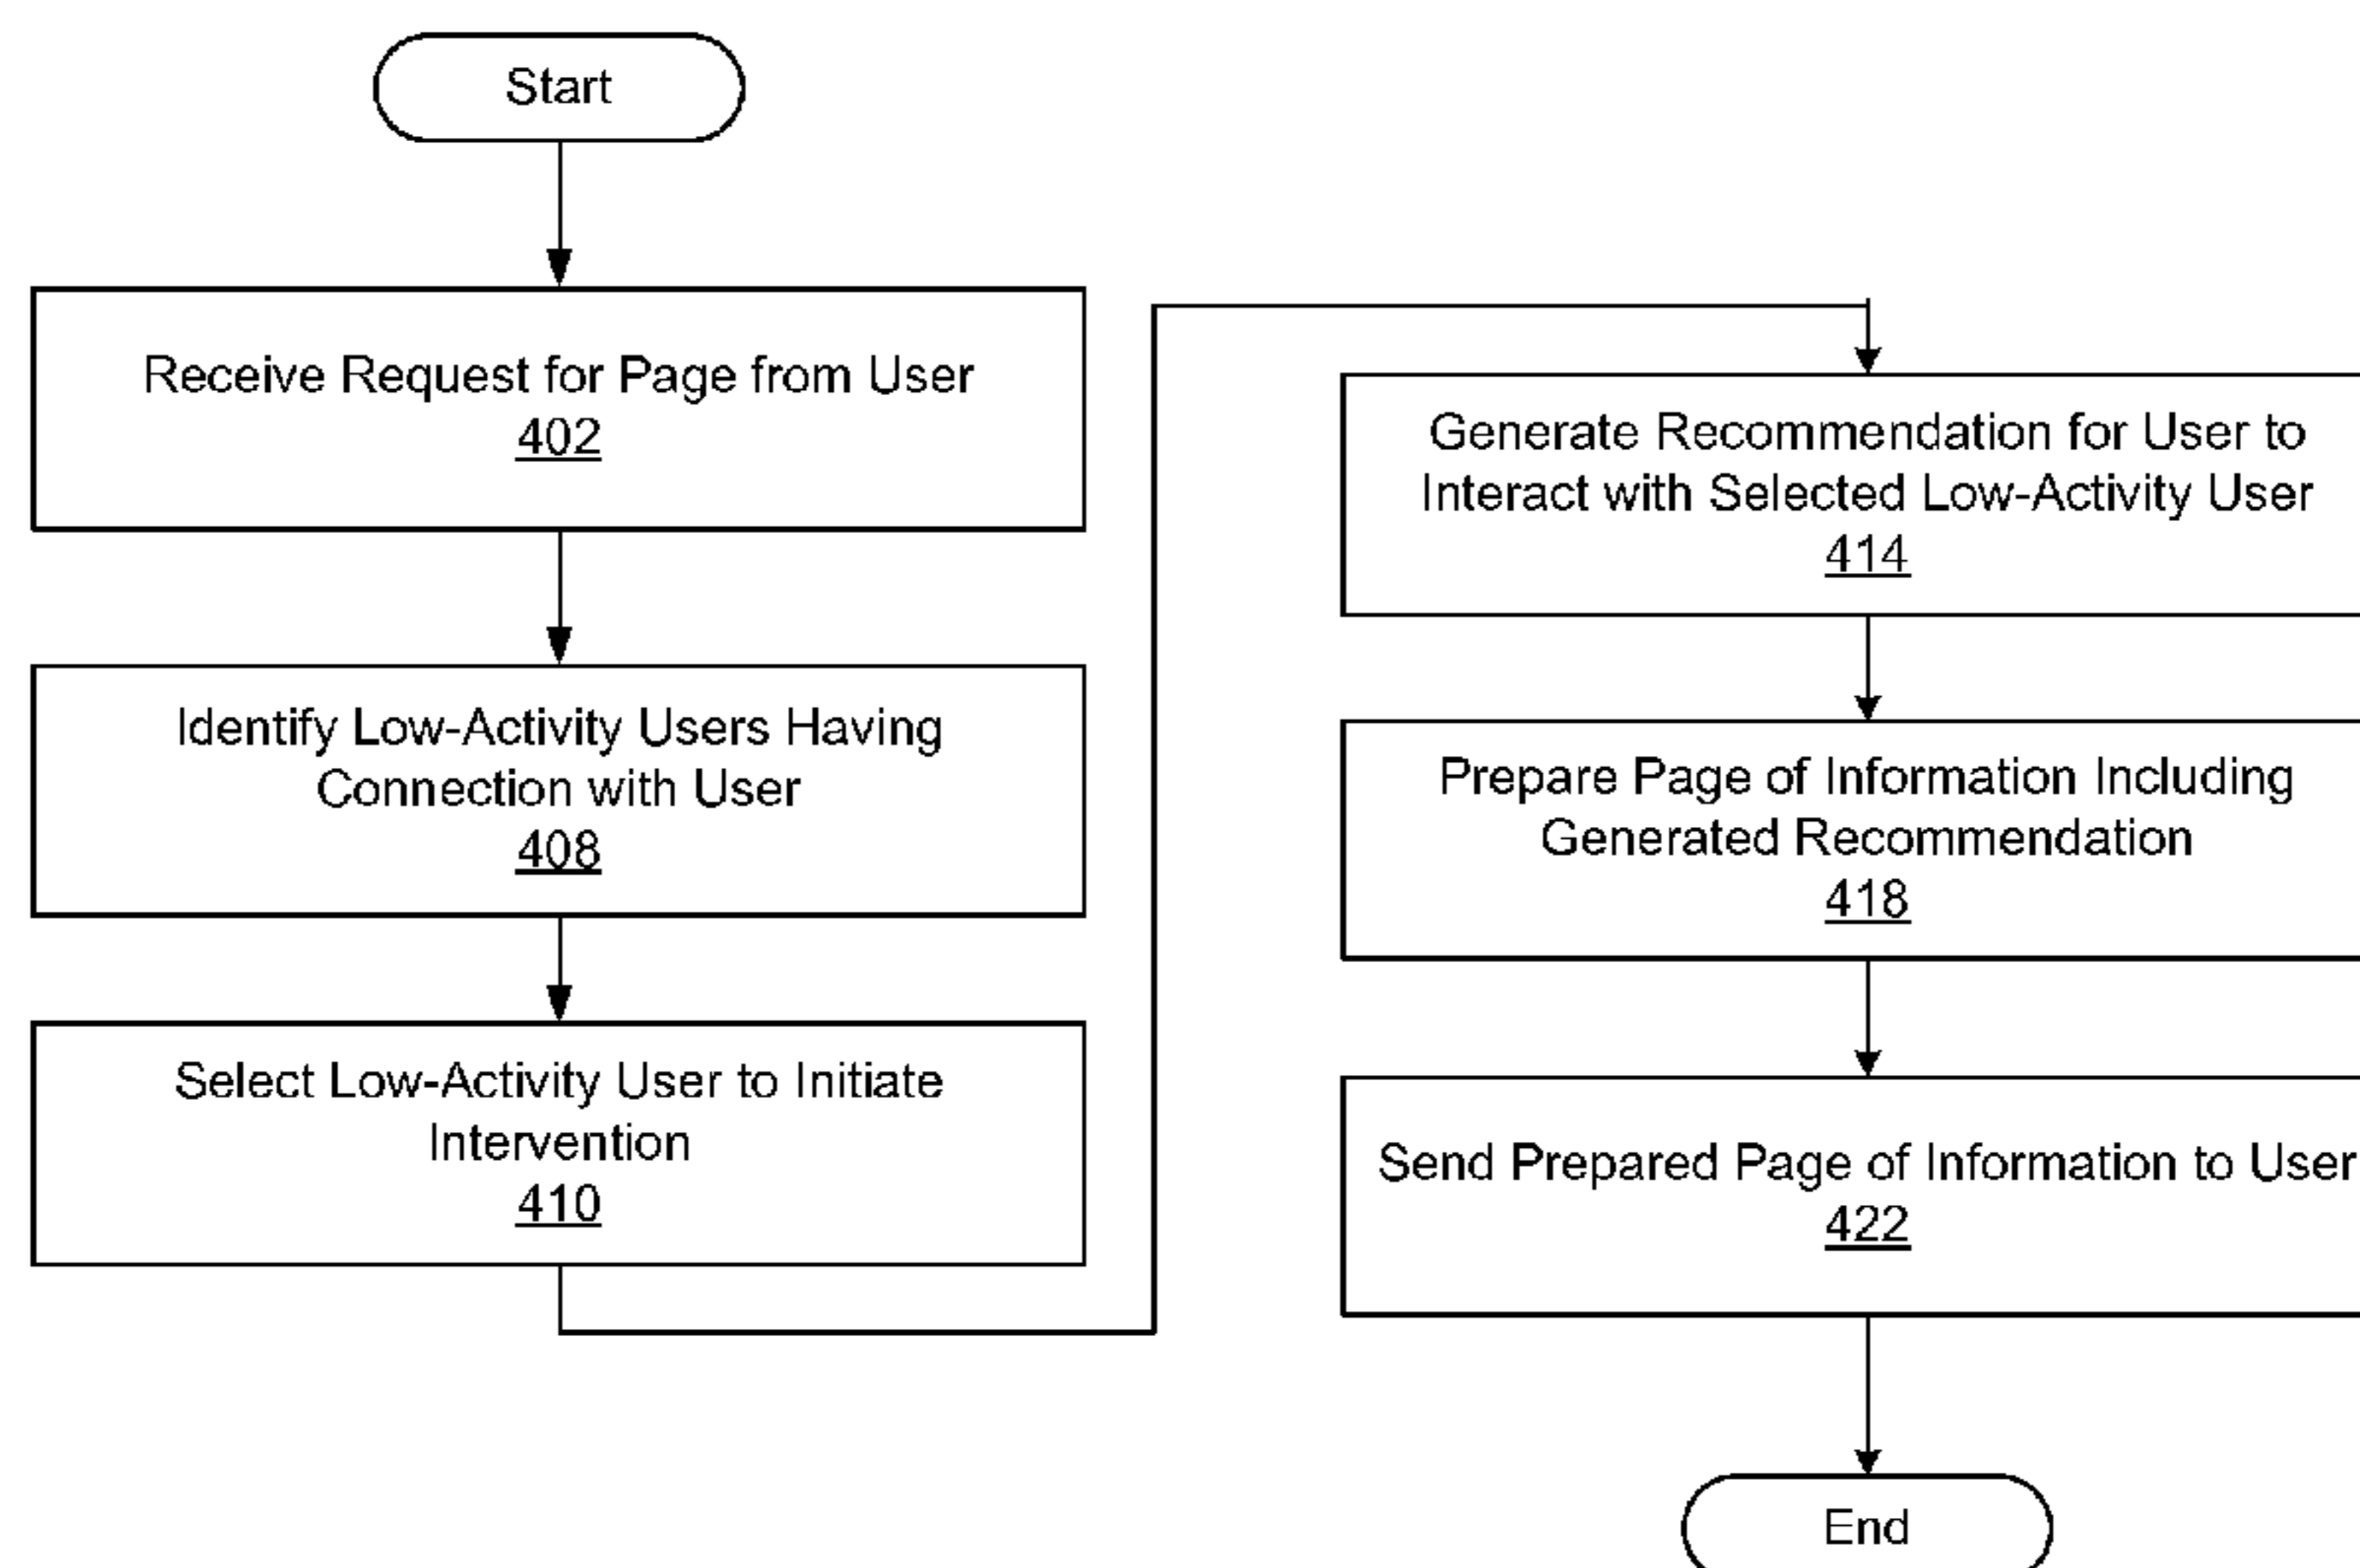 Start
Receive Request for Page from User
402
Identify Low-Activity Users Having
Connection with User
408
Select Low-Activity User to Initiate
Intervention
410
Generate Recommendation for User to
Interact with Selected Low-Activity User
414
Prepare Page of Information Including
Generated Recommendation
418
Send Prepared Page of Information to User
422
End